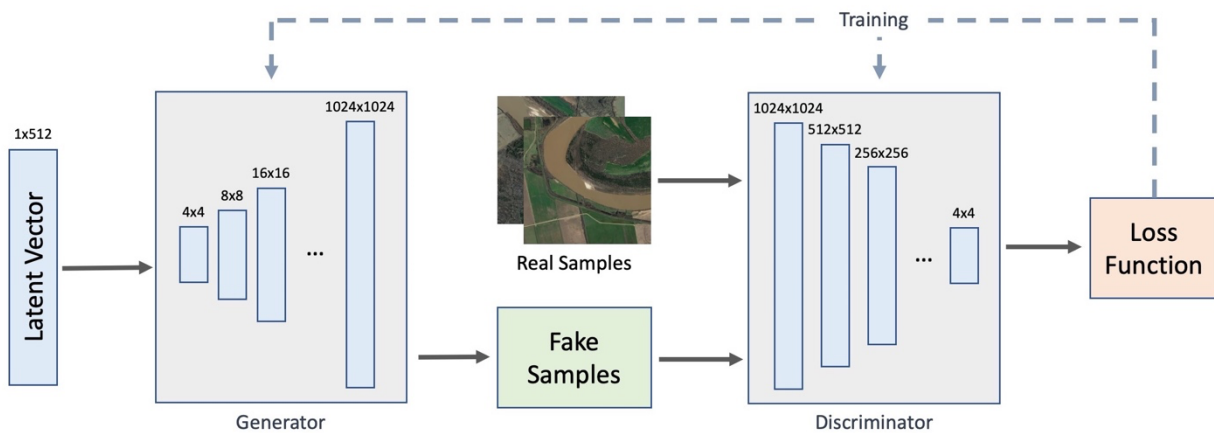 Training
1x512
Latent Vector
4x4
8x8
16x16
...
1024x1024
Generator
Real Samples
Fake
Samples
1024x1024
512x512
256x256
...
4x4
Discriminator
Loss
Function